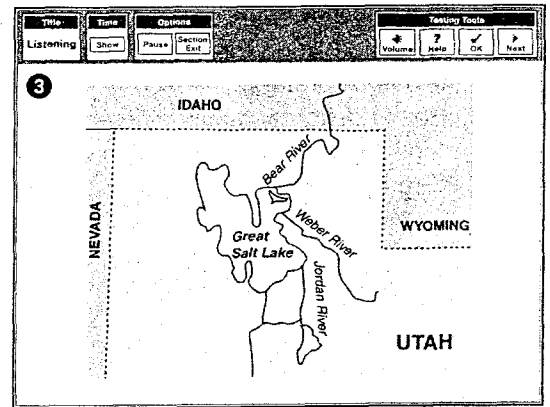 Title
Time
Options
Testing Tools
Listening
Show
Pause
Section
Exit
Volume
?
Help
OK
Next
3
IDAHO
Bear River
NEVADA
Great
Salt Lake
Weber River
WYOMING
Jordan River
UTAH